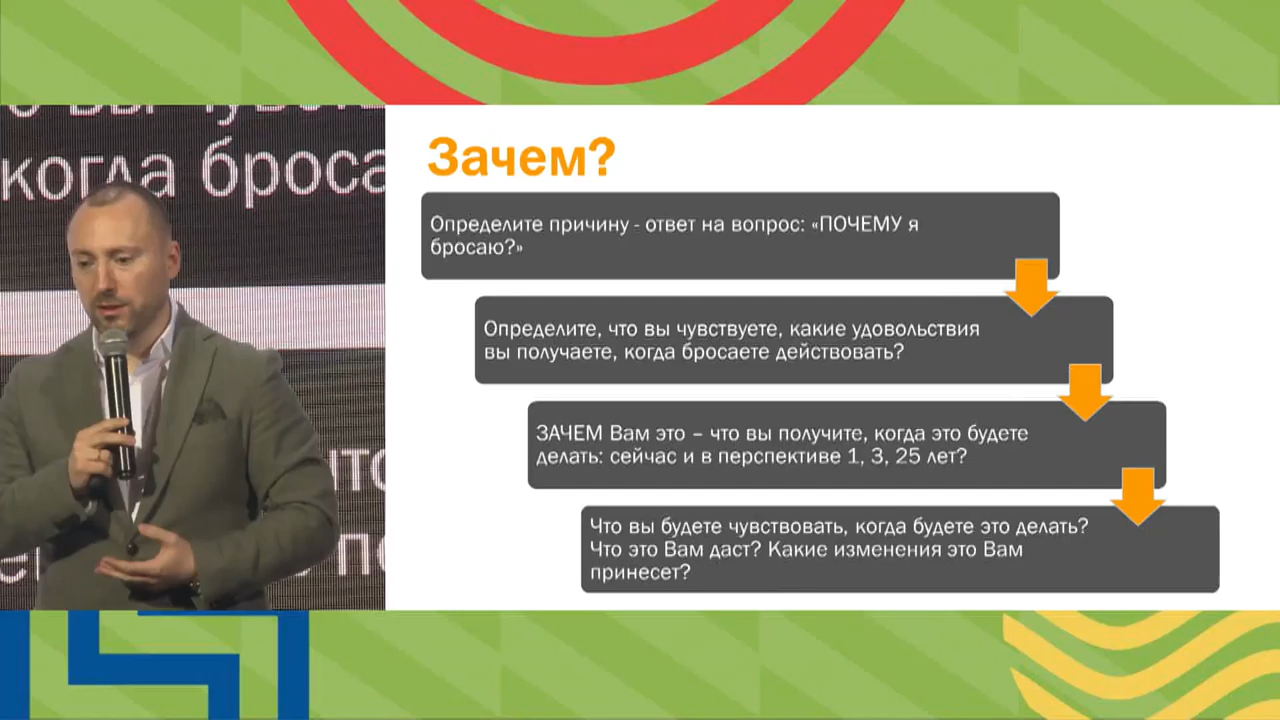 когда броса
Зачем?
Определите причину - ответ на вопрос: «ПОЧЕМУ я
бросаю?»
Определите, что вы чувствуете, какие удовольствия
вы получаете, когда бросаете действовать?
ЗАЧЕМ Вам это – что вы получите, когда это будете
делать: сейчас и в перспективе 1, 3, 25 лет?
Что вы будете чувствовать, когда будете это делать?
Что это Вам даст? Какие изменения это Вам
принесет?